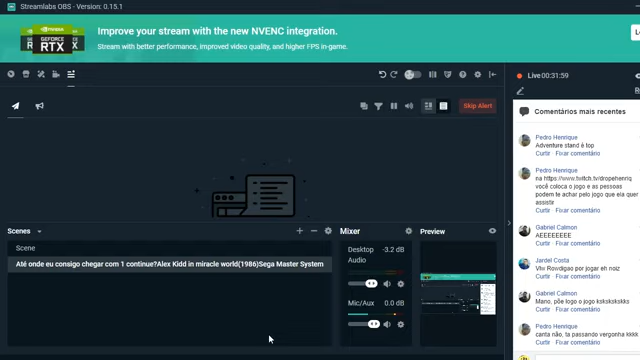 Streamlabs OBS - Version: 0.15.1
GEFORCE
RTX
Improve your stream with the new NVENC integration.
Stream with better performance, improved video quality, and higher FPS in-game.
Skip Alert
Scenes
Scene
Até onde eu consigo chegar com 1 continue?Alex Kidd in miracle world(1986)Sega Master System
Mixer
Desktop Audio
-3.2 dB
Mic/Aux
0.0 dB
Preview
Live 00:31:59
Comentários mais recentes
Pedro Henrique
Adventure stand é top
Curtir · Fixar comentário
Pedro Henrique
na https://www.twitch.tv/dropehenriq
você coloca o jogo e as pessoas
podem te achar pelo jogo que ela quer
assistir
Curtir · Fixar comentário
Gabriel Calmon
AEEEEEEE
Curtir · Fixar comentário
Jardel Costa
Vlw Rowdigao por jogar eh noiz
Curtir · Fixar comentário
Gabriel Calmon
Mano, põe logo o jogo kskskskskks
Curtir · Fixar comentário
Pedro Henrique
canta não, ta passando vergonha kkkk
Curtir · Fixar comentário